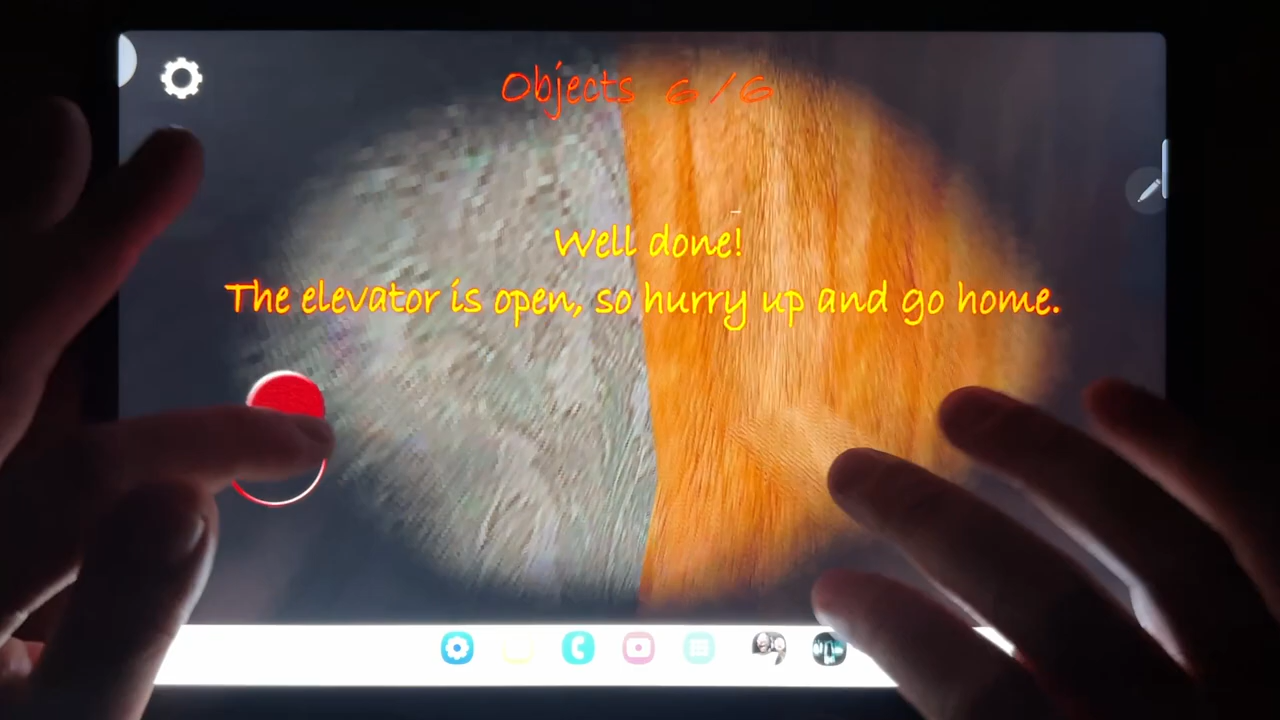 Objects 6/6
Well done!
The elevator is open, so hurry up and go home.